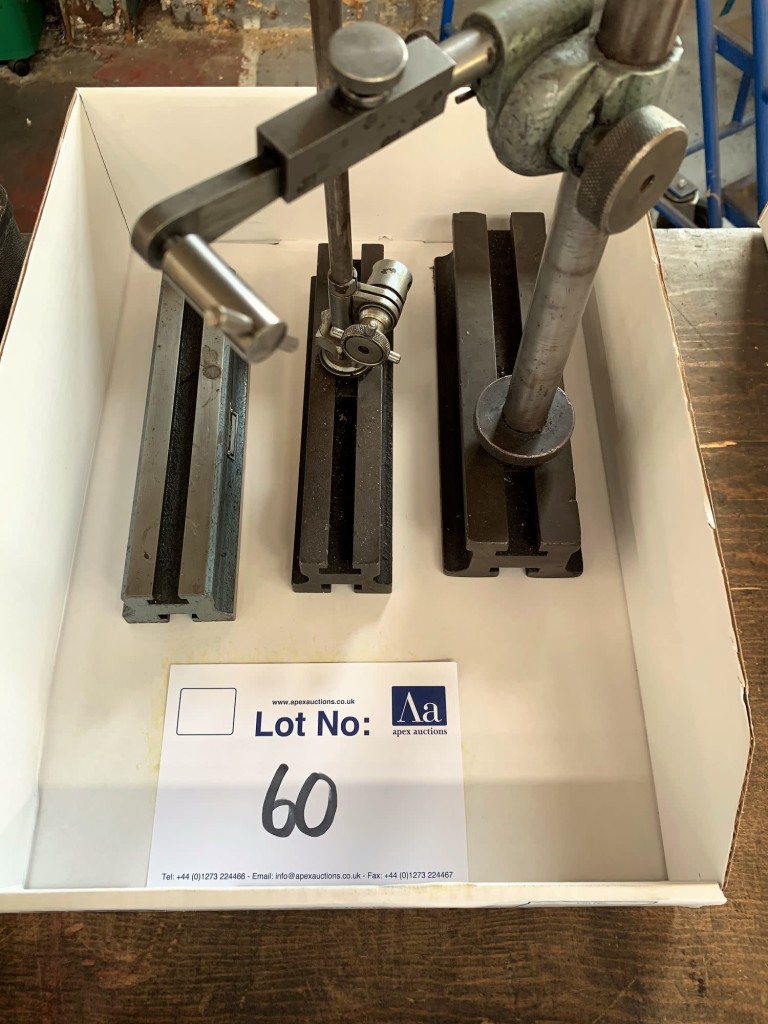 www.apexauctions.co.uk
Lot No:
Λa
apex auctions
60
Tel: +44 (0)1273 224466 - Email: info@apexauctions.co.uk - Fax: +44 (0)1273 224467